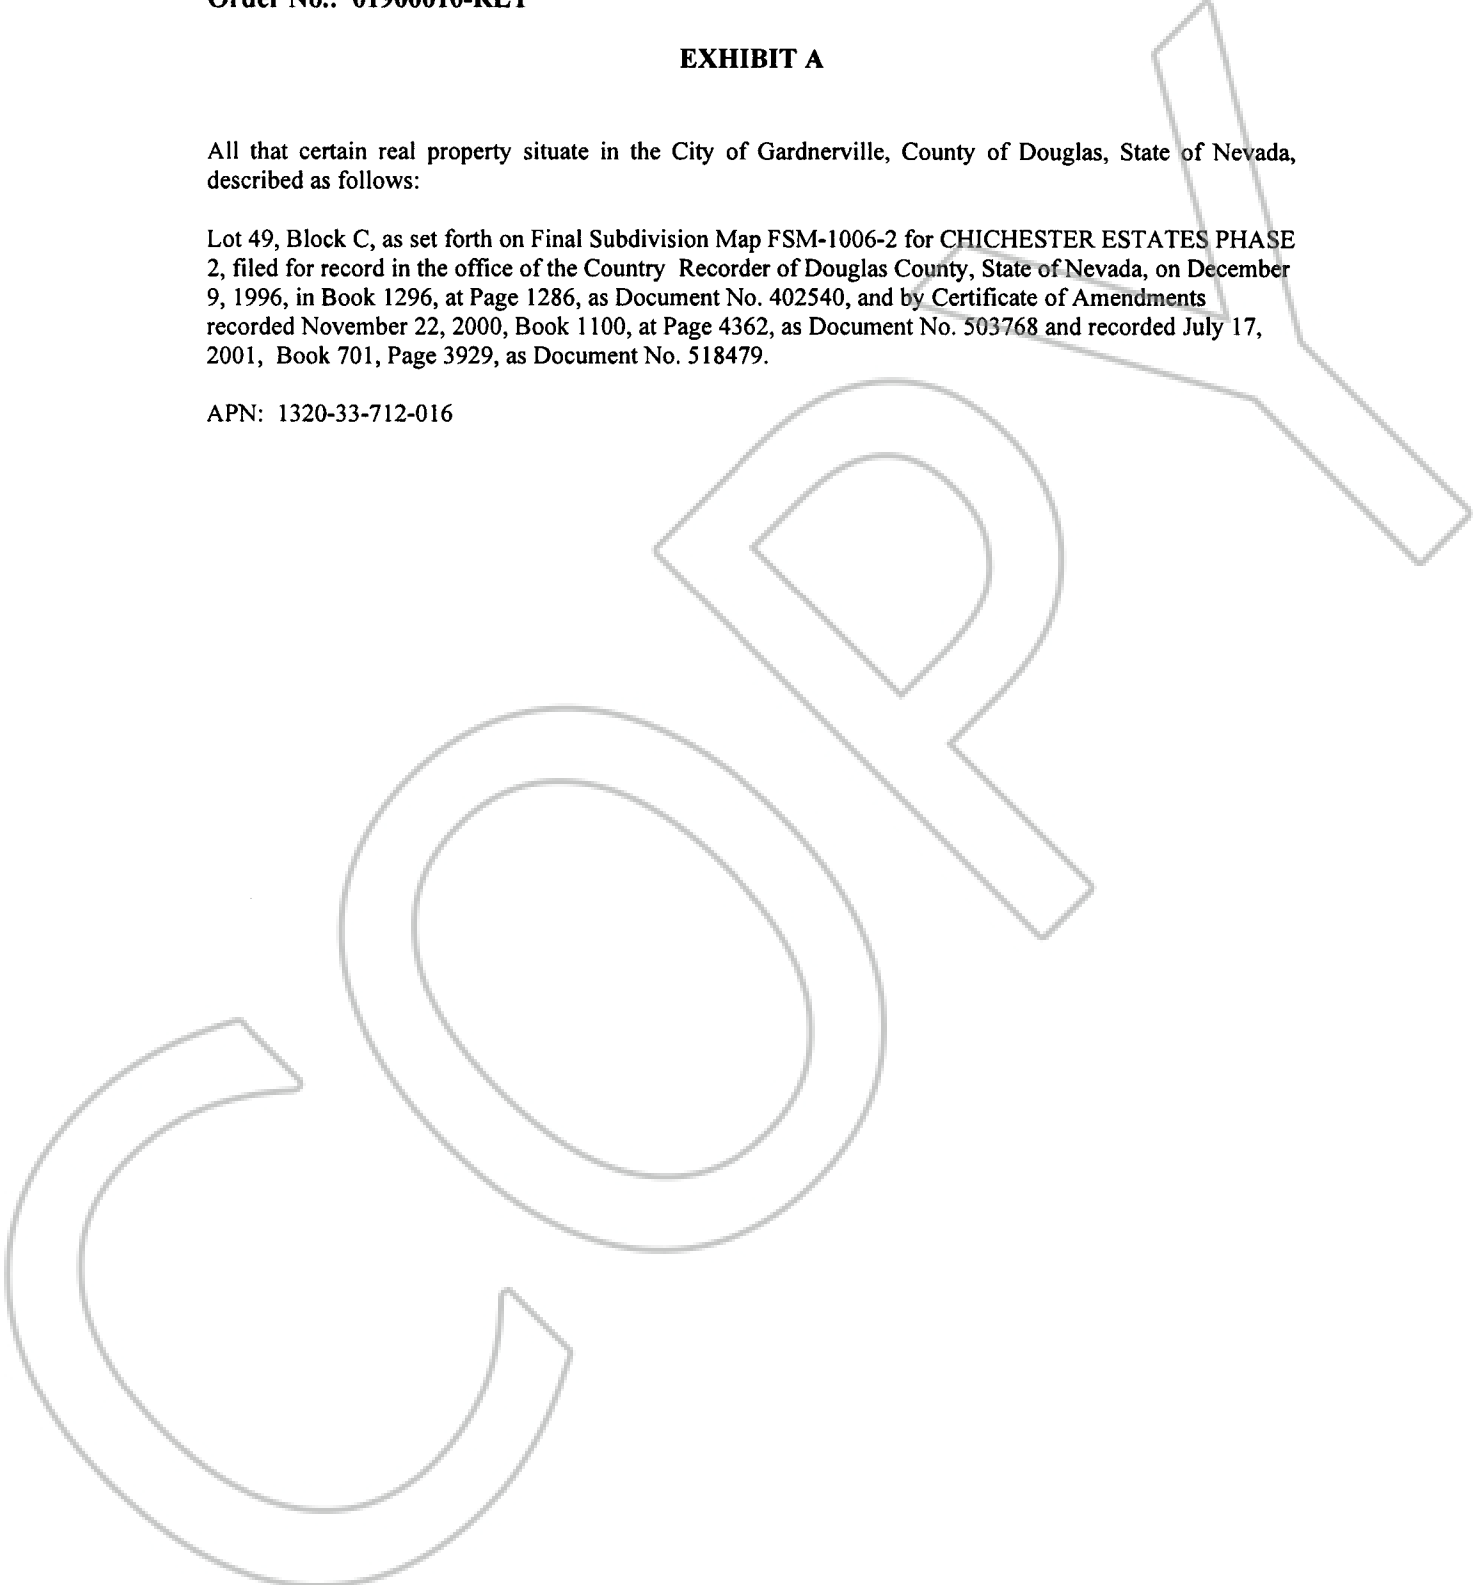 Order No.: 01900010-RLT
EXHIBIT A
All that certain real property situate in the City of Gardnerville, County of Douglas, State of Nevada,
described as follows:
Lot 49, Block C, as set forth on Final Subdivision Map FSM-1006-2 for CHICHESTER ESTATES PHASE
2, filed for record in the office of the Country Recorder of Douglas County, State of Nevada, on December
9, 1996, in Book 1296, at Page 1286, as Document No. 402540, and by Certificate of Amendments
recorded November 22, 2000, Book 1100, at Page 4362, as Document No. 503768 and recorded July 17,
2001, Book 701, Page 3929, as Document No. 518479.
APN: 1320-33-712-016
COPY